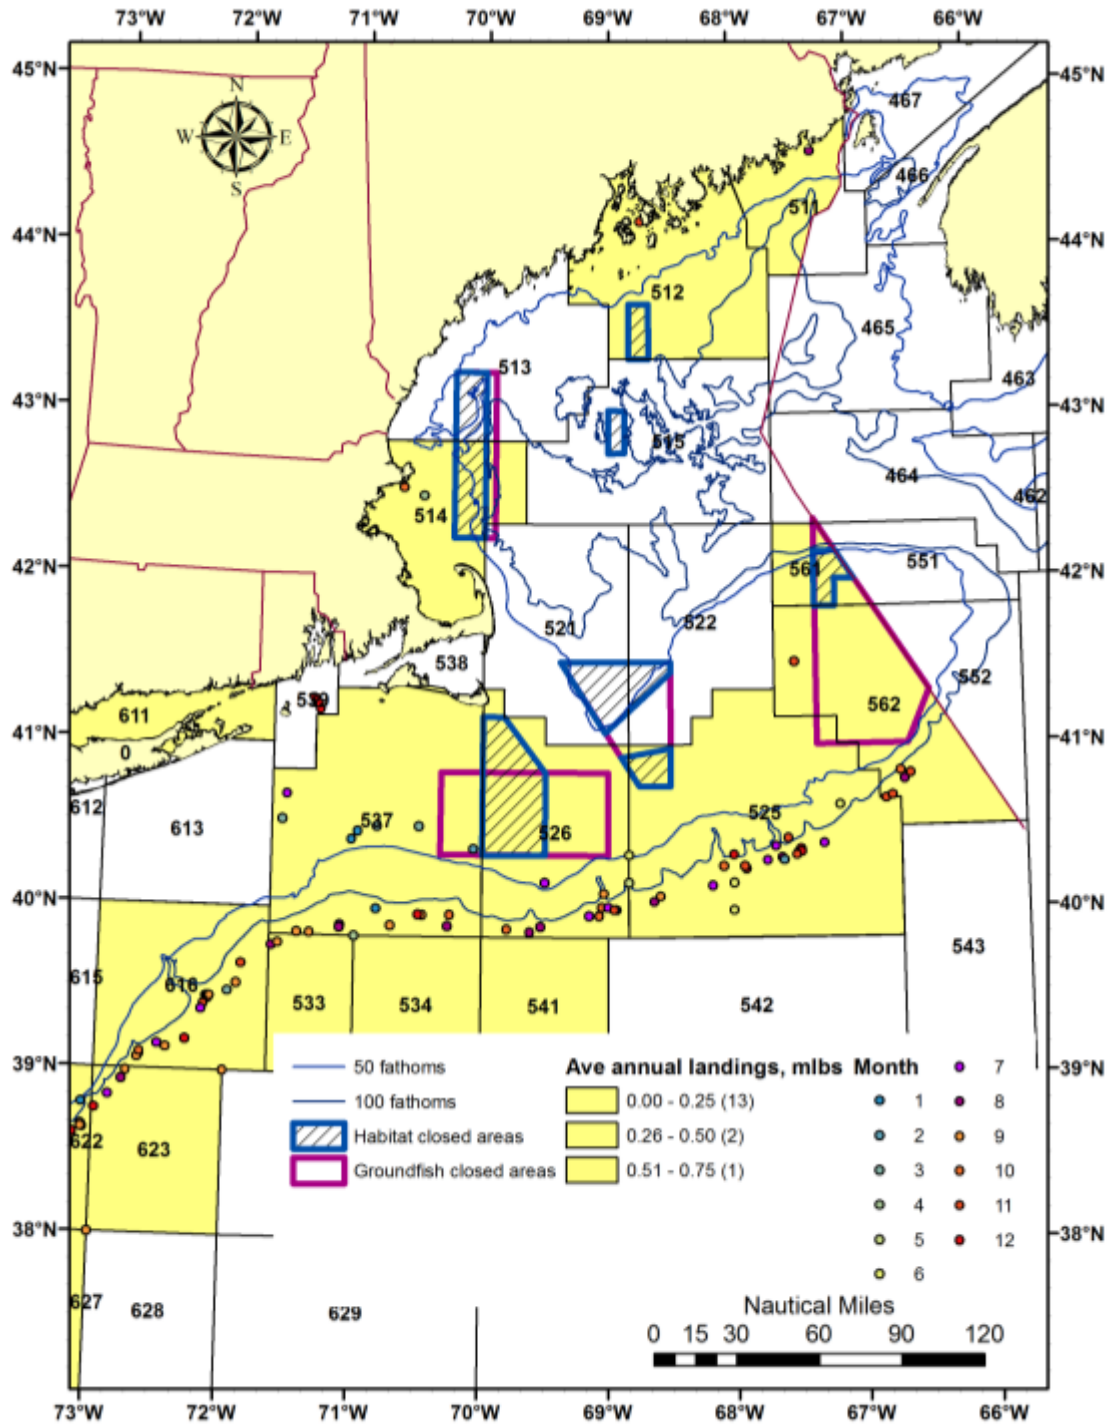 73°W 72°W 71°W 70°W 69°W 68°W 67°W 66°W
45°N 45°N
N
W E
S
467
466
511
44°N 44°N
512
465
513
463
43°N 43°N
515
464
462
514
42°N 42°N
561
551
521 522
538
552
539
562
611
41°N 41°N
0
612
613
537
526
525
40°N 40°N
543
615
616
533 534 541 542
39°N 39°N
50 fathoms
100 fathoms
Habitat closed areas
Groundfish closed areas
Ave annual landings, mlbs
0.00 - 0.25 (13)
0.26 - 0.50 (2)
0.51 - 0.75 (1)
Month
1
2
3
4
5
6
7
8
9
10
11
12
622
623
38°N 38°N
627
628
629
Nautical Miles
0 15 30 60 90 120
73°W 72°W 71°W 70°W 69°W 68°W 67°W 66°W